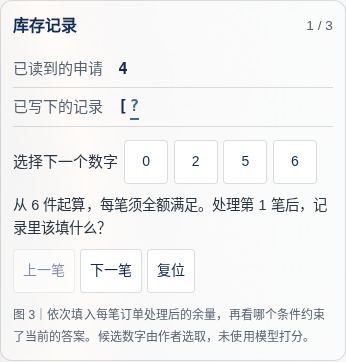 库存记录 1 / 3
已读到的申请 4
已写下的记录 [ ?
选择下一个数字 0 2 5 6
从 6 件起算，每笔须全额满足。处理第 1 笔后，记
录里该填什么？
上一笔 下一笔 复位
图 3｜依次填入每笔订单处理后的余量，再看哪个条件约束
了当前的答案。候选数字由作者选取，未使用模型打分。